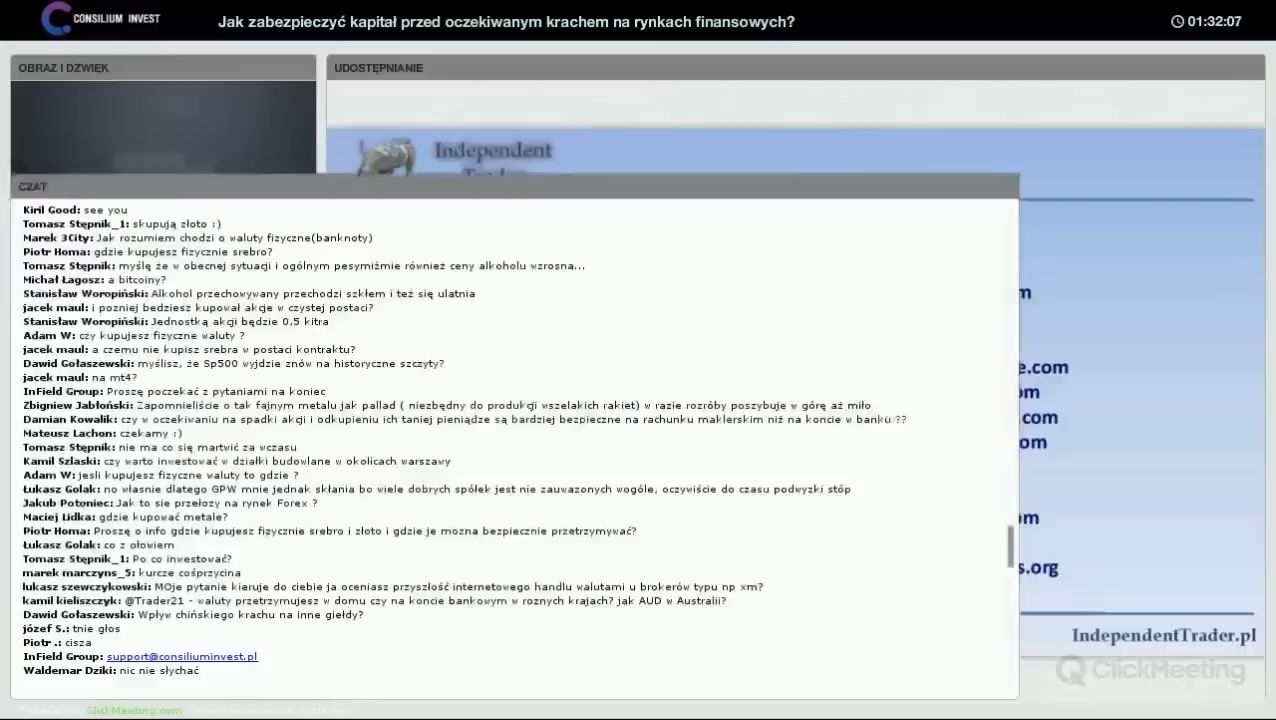 CONSILIUM INVEST
Jak zabezpieczyć kapitał przed oczekiwanym krachem na rynkach finansowych?
01:32:07
OBRAZ I DŹWIĘK
UDOSTĘPNIANIE
Independent
Trader
CZAT
Kiril Good: see you
Tomasz Stępnik_1: skupują złoto :)
Marek 3City: Jak rozumiem chodzi o waluty fizyczne(banknoty)
Piotr Homa: gdzie kupujesz fizycznie srebro?
Tomasz Stępnik: myślę że w obecnej sytuacji i ogólnym pesymiźmie również ceny alkoholu wzrosna...
Michał Łagosz: a bitcoiny?
Stanisław Woropiński: Alkohol przechowywany przechodzi szkłem i też się ulatnia
jacek maul: i pozniej bedziesz kupował akcje w czystej postaci?
Stanisław Woropiński: Jednostką akcji będzie 0,5 kitra
Adam W: czy kupujesz fizyczne waluty ?
jacek maul: a czemu nie kupisz srebra w postaci kontraktu?
Dawid Gołaszewski: myślisz, że Sp500 wyjdzie znów na historyczne szczyty?
jacek maul: na mt4?
InField Group: Proszę poczekać z pytaniami na koniec
Zbigniew Jabłoński: Zapomnieliście o tak fajnym metalu jak pallad ( niezbędny do produkcji wszelakich rakiet) w razie rozróby poszybuje w górę aż miło
Damian Kowalik: czy w oczekiwaniu na spadki akcji i odkupieniu ich taniej pieniądze są bardziej bezpieczne na rachunku maklerskim niż na koncie w banku???
Mateusz Lachon: czekamy :)
Tomasz Stępnik: nie ma co się martwić za wczasu
Kamil Szlaski: czy warto inwestować w działki budowlane w okolicach warszawy
Adam W: jesli kupujesz fizyczne waluty to gdzie ?
Łukasz Golak: no własnie dlatego GPW mnie jednak skłania bo wiele dobrych spółek jest nie zauwazonych wogóle, oczywiście do czasu podwyzki stóp
Jakub Potoniec: Jak to sie przełozy na rynek Forex ?
Maciej Lidka: gdzie kupować metale?
Piotr Homa: Proszę o info gdzie kupujesz fizycznie srebro i złoto i gdzie je mozna bezpiecznie przetrzymywać?
Łukasz Golak: co z ołowiem
Tomasz Stępnik_1: Po co inwestować?
marek marczyns_5: kurcze cośprzycina
lukasz szewczykowski: MOje pytanie kieruje do ciebie ja oceniasz przyszłość internetowego handlu walutami u brokerów typu np xm?
kamil kieliszczyk: @Trader21 - waluty przetrzymujesz w domu czy na koncie bankowym w roznych krajach? jak AUD w Australii?
Dawid Gołaszewski: Wpływ chińskiego krachu na inne giełdy?
józef S.: tnie głos
Piotr .: cisza
InField Group: support@consiliuminvest.pl
Waldemar Dziki: nic nie słychać
e.com
.com
s.org
IndependentTrader.pl
ClickMeeting
ClickMeeting.com